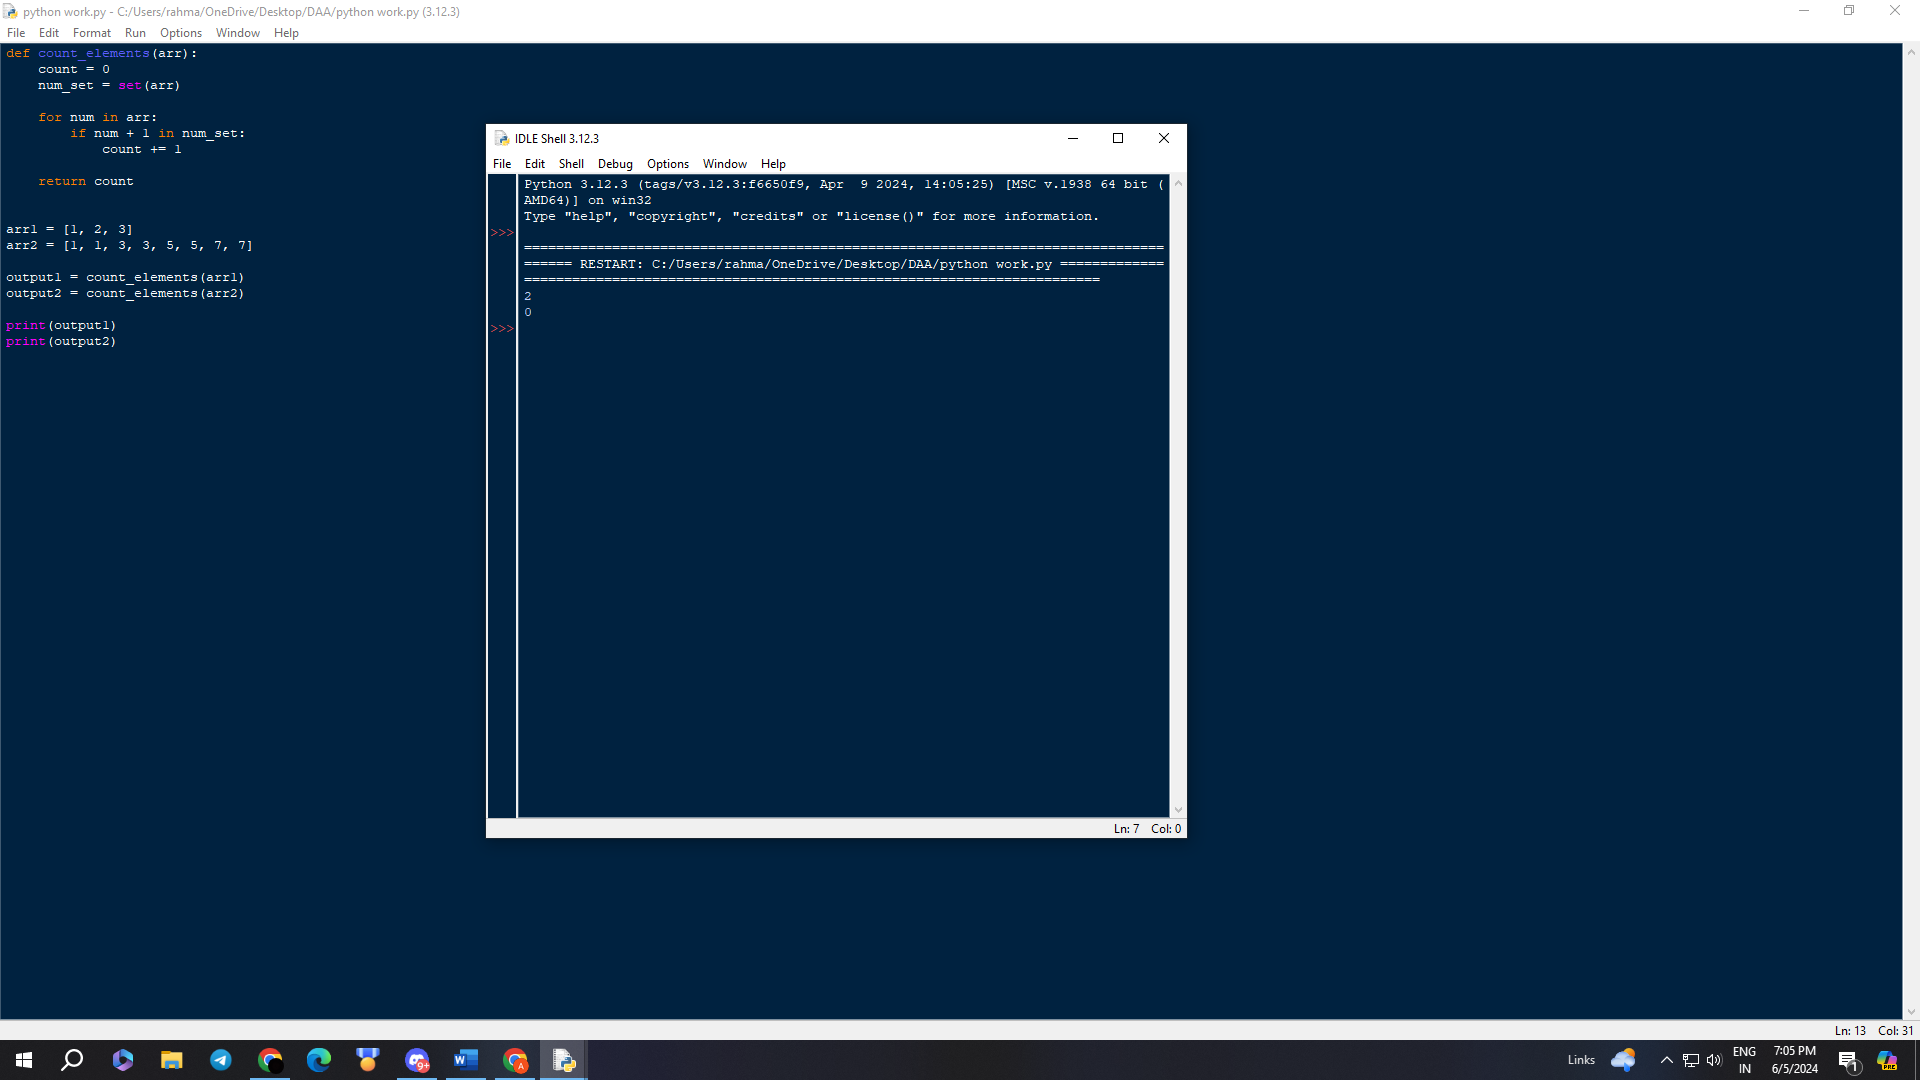 python work.py - C:/Users/rahma/OneDrive/Desktop/DAA/python work.py (3.12.3)
File Edit Format Run Options Window Help
def count_elements(arr):
    count = 0
    num_set = set(arr)
    for num in arr:
        if num + 1 in num_set:
            count += 1
    return count
arr1 = [1, 2, 3]
arr2 = [1, 1, 3, 3, 5, 5, 7, 7]
output1 = count_elements(arr1)
output2 = count_elements(arr2)
print(output1)
print(output2)
IDLE Shell 3.12.3
File Edit Shell Debug Options Window Help
Python 3.12.3 (tags/v3.12.3:f6650f9, Apr  9 2024, 14:05:25) [MSC v.1938 64 bit (
AMD64)] on win32
Type "help", "copyright", "credits" or "license()" for more information.
>>>
================================================================================
====== RESTART: C:/Users/rahma/OneDrive/Desktop/DAA/python work.py =============
========================================================================
2
0
>>>
Ln: 7 Col: 0
Ln: 13 Col: 31
9+
W
A
Links
ENG
IN
7:05 PM
6/5/2024
1
PRE